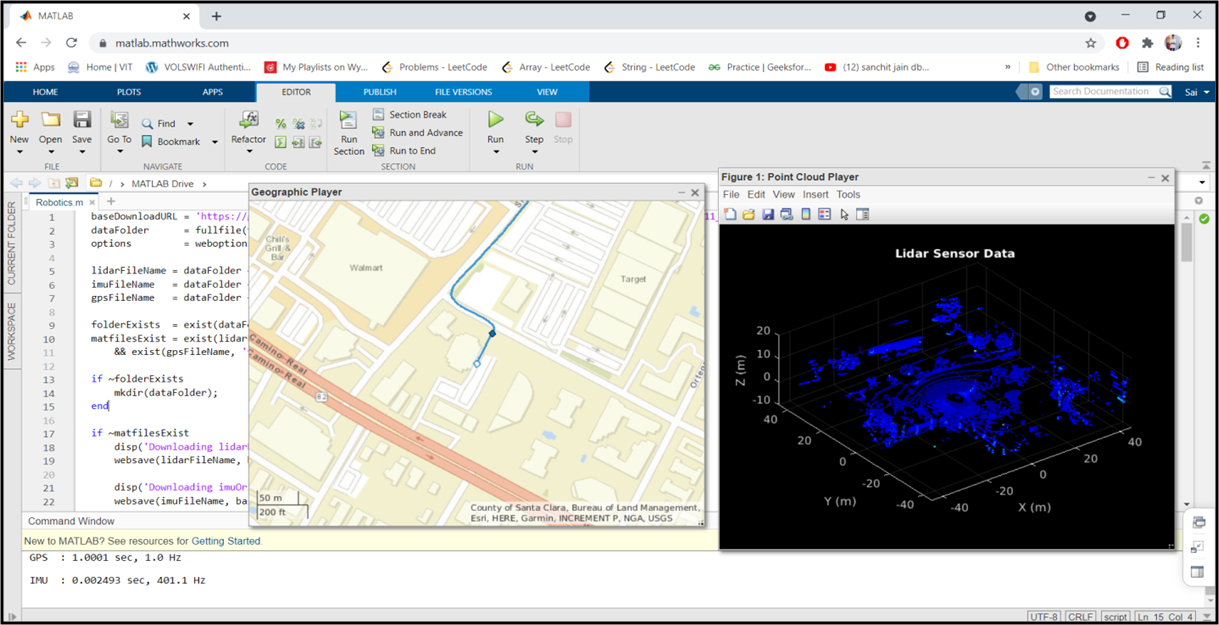 MATLAB
matlab.mathworks.com
Apps Home | VIT VOLSWIFI Authenti... My Playlists on Wy... Problems - LeetCode Array - LeetCode String - LeetCode Practice | Geeksfor... (12) sanchit jain db... » Other bookmarks Reading list
HOME PLOTS APPS EDITOR PUBLISH FILE VERSIONS VIEW Search Documentation Sai
New Open Save Go To Find Bookmark Refactor Run Section Section Break Run and Advance Run to End Run Step Stop
FILE NAVIGATE CODE SECTION RUN
/ > MATLAB Drive >
CURRENT FOLDER
WORKSPACE
Robotics.m
1 baseDownloadURL = 'https://
2 dataFolder = fullfile(
3 options = weboption
4
5 lidarFileName = dataFolder
6 imuFileName = dataFolder
7 gpsFileName = dataFolder
8
9 folderExists = exist(dataF
10 matfilesExist = exist(lidar
11 && exist(gpsFileName, '
12
13 if ~folderExists
14 mkdir(dataFolder);
15 end
16
17 if ~matfilesExist
18 disp('Downloading lidar
19 websave(lidarFileName,
20
21 disp('Downloading imuOr
22 websave(imuFileName, ba
Geographic Player
Chili's
Grill &
Bar
Walmart
Target
Camino-Real
Camino-Real
82
50 m
200 ft
County of Santa Clara, Bureau of Land Management,
Esri, HERE, Garmin, INCREMENT P, NGA, USGS
Figure 1: Point Cloud Player
File Edit View Insert Tools
Lidar Sensor Data
Z (m)
20
10
0
-10
Y (m)
40
20
0
-20
-40
X (m)
-40
-20
0
20
40
Command Window
New to MATLAB? See resources for Getting Started.
GPS : 1.0001 sec, 1.0 Hz
IMU : 0.002493 sec, 401.1 Hz
UTF-8 CRLF script Ln 15 Col 4